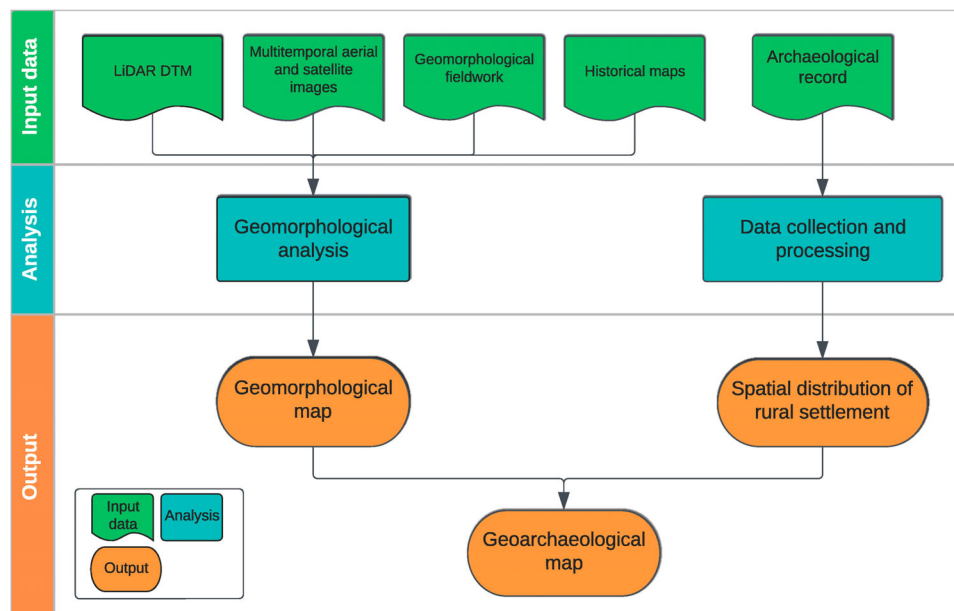 Input data
LiDAR DTM
Multitemporal aerial
and satellite
images
Geomorphological
fieldwork
Historical maps
Archaeological
record
Analysis
Geomorphological
analysis
Data collection and
processing
Output
Geomorphological
map
Spatial distribution of
rural settlement
Geoarchaeological
map
Input
data
Analysis
Output